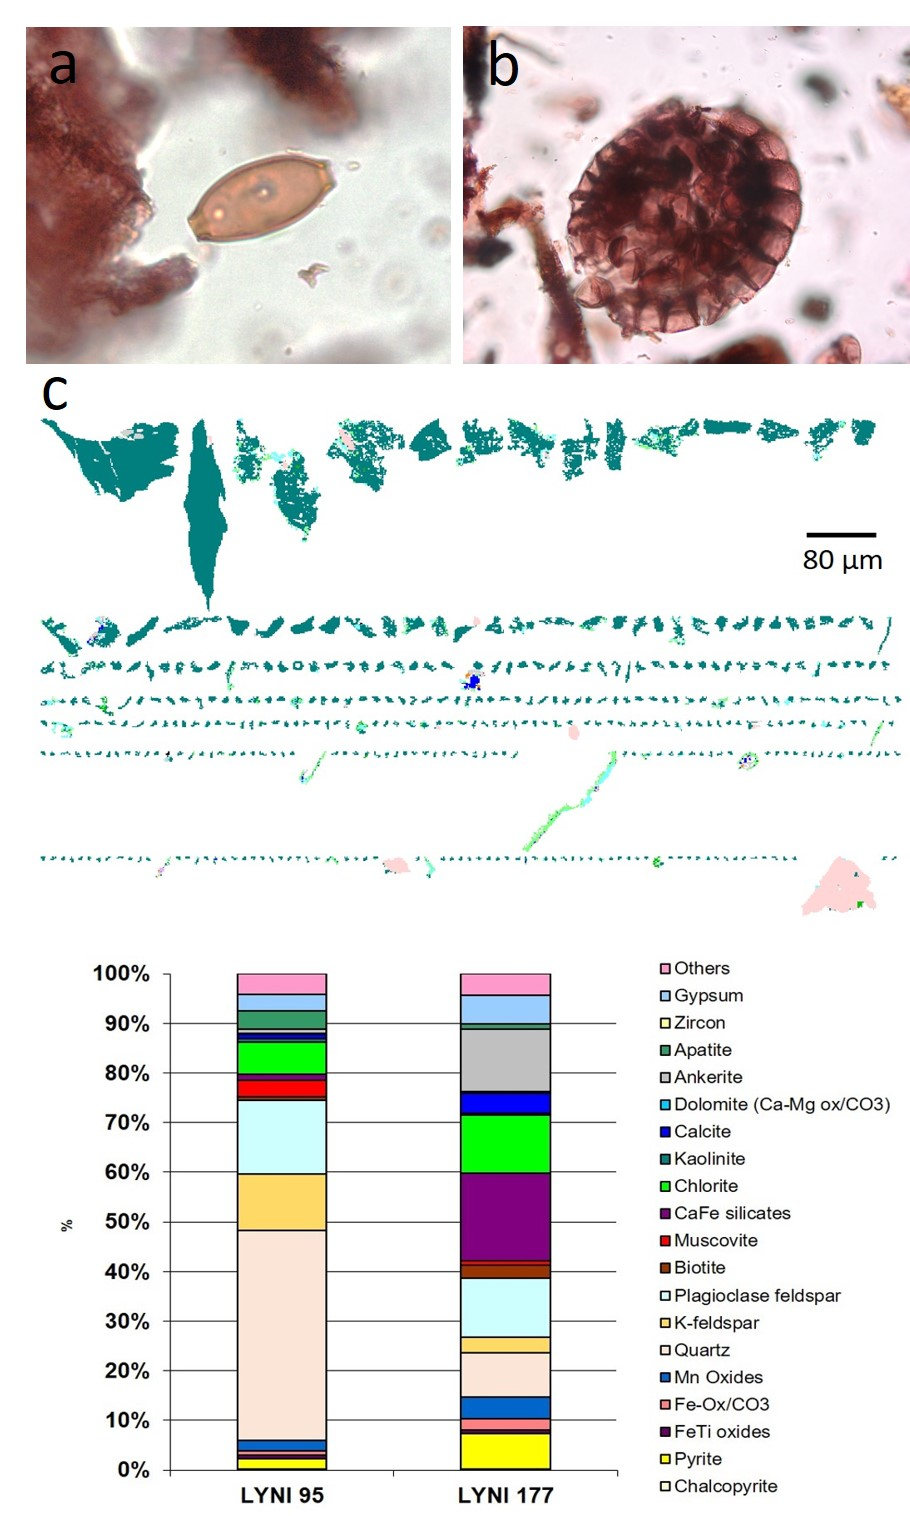 a
b
c
80 µm
100%
90%
80%
70%
60%
50%
40%
30%
20%
10%
0%
%
LYNI 95
LYNI 177
Others
Gypsum
Zircon
Apatite
Ankerite
Dolomite (Ca-Mg ox/CO3)
Calcite
Kaolinite
Chlorite
CaFe silicates
Muscovite
Biotite
Plagioclase feldspar
K-feldspar
Quartz
Mn Oxides
Fe-Ox/CO3
FeTi oxides
Pyrite
Chalcopyrite